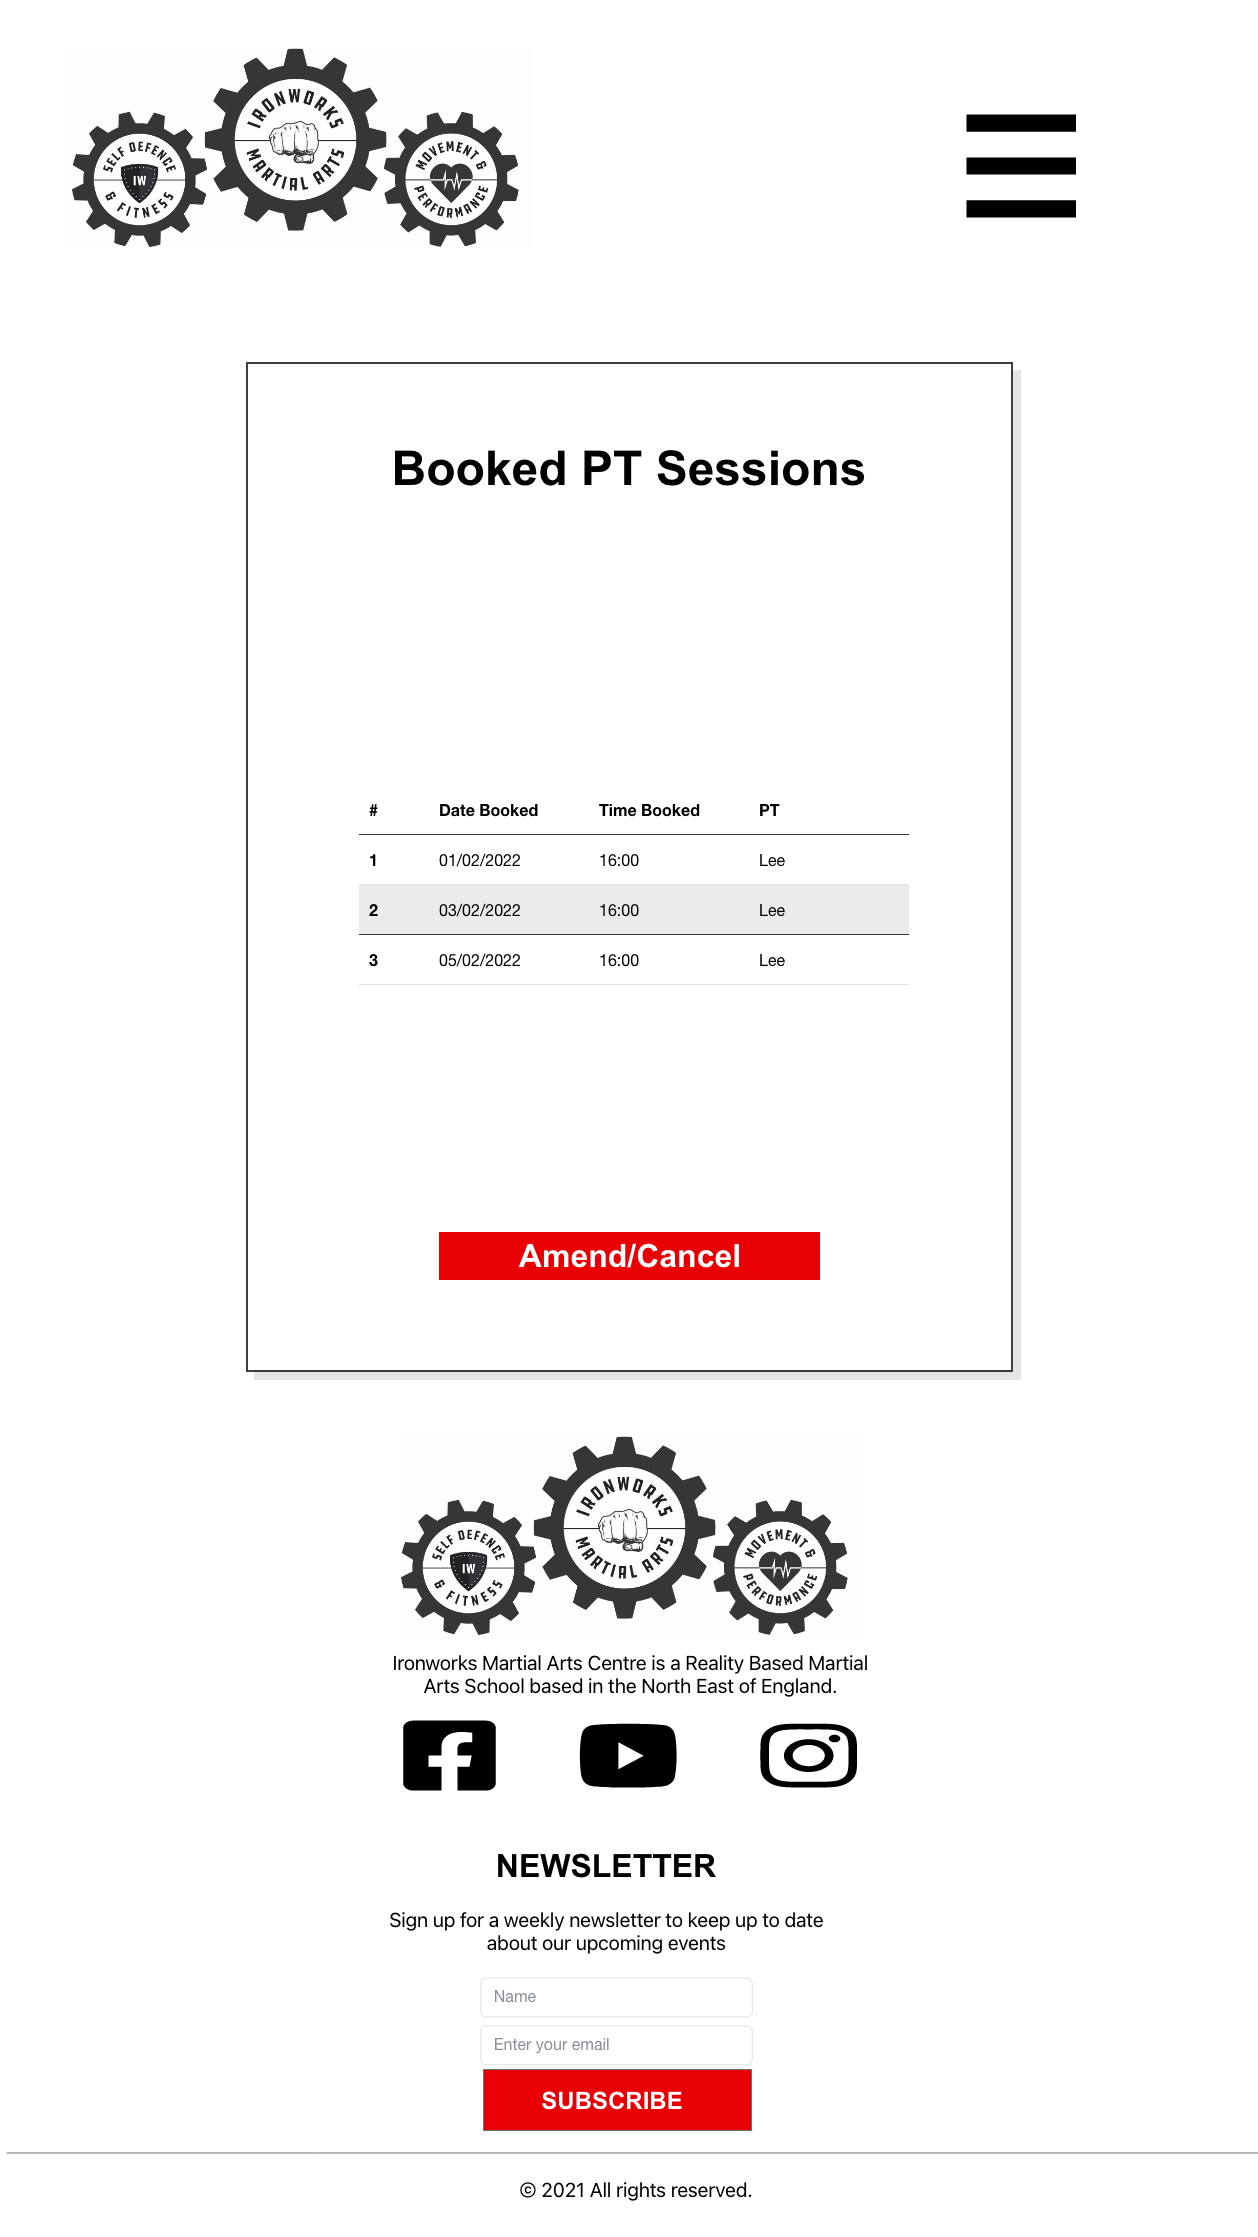 SELF DEFENCE
IW
& FITNESS
IRONWORKS
MARTIAL ARTS
MOVEMENT &
PERFORMANCE
Booked PT Sessions
# Date Booked Time Booked PT
1 01/02/2022 16:00 Lee
2 03/02/2022 16:00 Lee
3 05/02/2022 16:00 Lee
Amend/Cancel
SELF DEFENCE
IW
& FITNESS
IRONWORKS
MARTIAL ARTS
MOVEMENT &
PERFORMANCE
Ironworks Martial Arts Centre is a Reality Based Martial
Arts School based in the North East of England.
NEWSLETTER
Sign up for a weekly newsletter to keep up to date
about our upcoming events
Name
Enter your email
SUBSCRIBE
© 2021 All rights reserved.